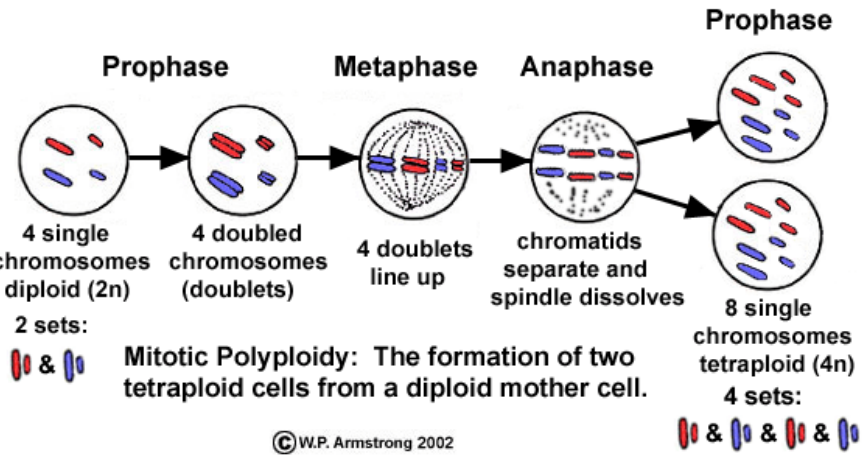 Prophase
Prophase
Metaphase
Anaphase
4 single
chromosomes
diploid (2n)
2 sets:
&
4 doubled
chromosomes
(doublets)
4 doublets
line up
chromatids
separate and
spindle dissolves
8 single
chromosomes
tetraploid (4n)
4 sets:
& & &
Mitotic Polyploidy: The formation of two
tetraploid cells from a diploid mother cell.
© W.P. Armstrong 2002